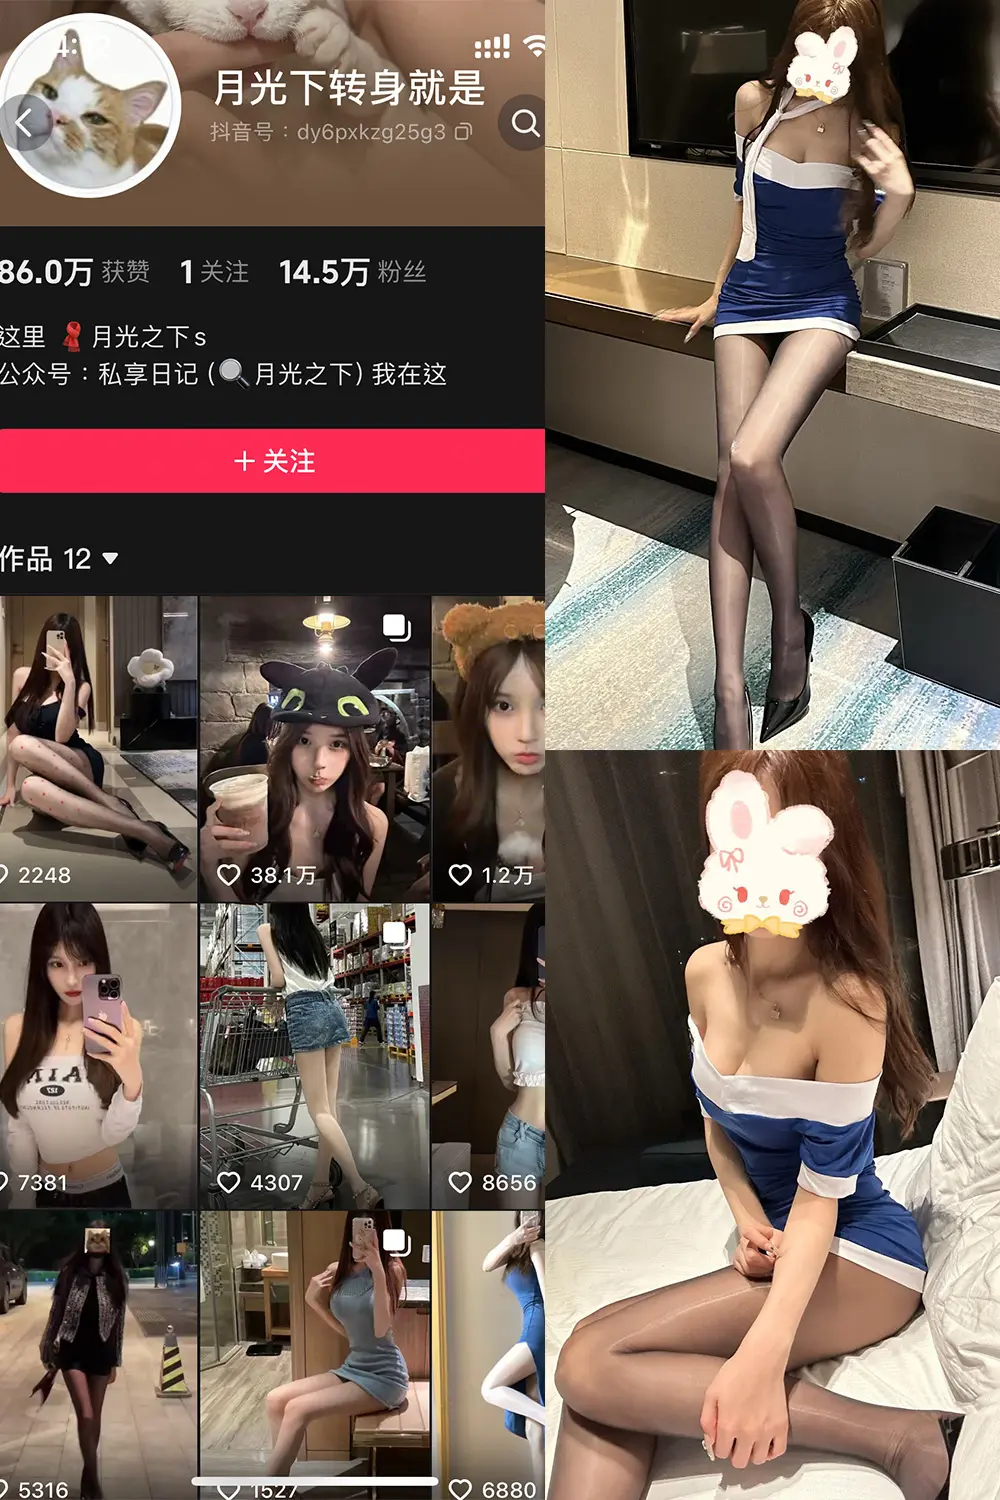 月光下转身就是
抖音号：dy6pxkzg25g3
86.0万 获赞 1 关注 14.5万 粉丝
这里 月光之下s
公众号：私享日记 (🔍月光之下) 我在这
+ 关注
作品 12
2248
38.1万
1.2万
7381
4307
8656
5316
1527
6880